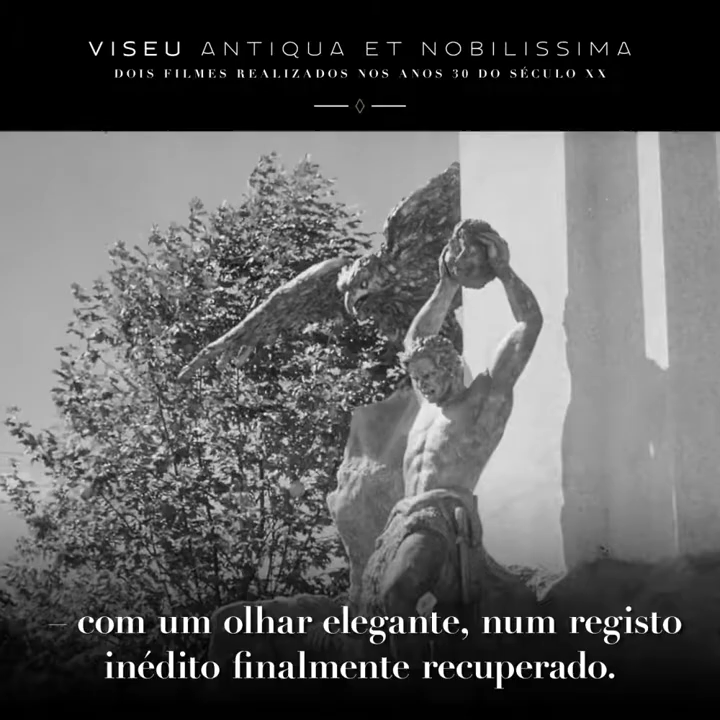 VISEU ANTIQUA ET NOBILISSIMA
DOIS FILMES REALIZADOS NOS ANOS 30 DO SÉCULO XX
– com um olhar elegante, num registo
inédito finalmente recuperado.